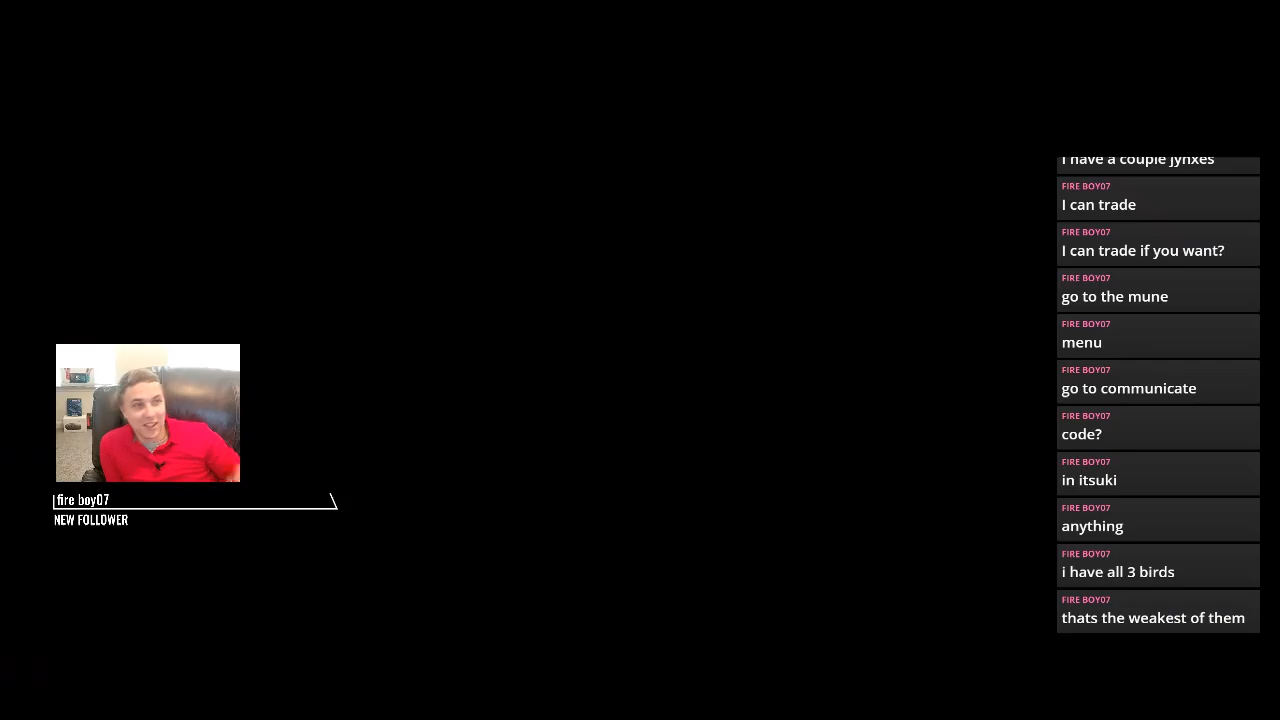 I have a couple jynxes
FIRE BOY07
I can trade
FIRE BOY07
I can trade if you want?
FIRE BOY07
go to the mune
FIRE BOY07
menu
FIRE BOY07
go to communicate
FIRE BOY07
code?
FIRE BOY07
in itsuki
FIRE BOY07
anything
FIRE BOY07
i have all 3 birds
FIRE BOY07
thats the weakest of them
fire boy07
NEW FOLLOWER